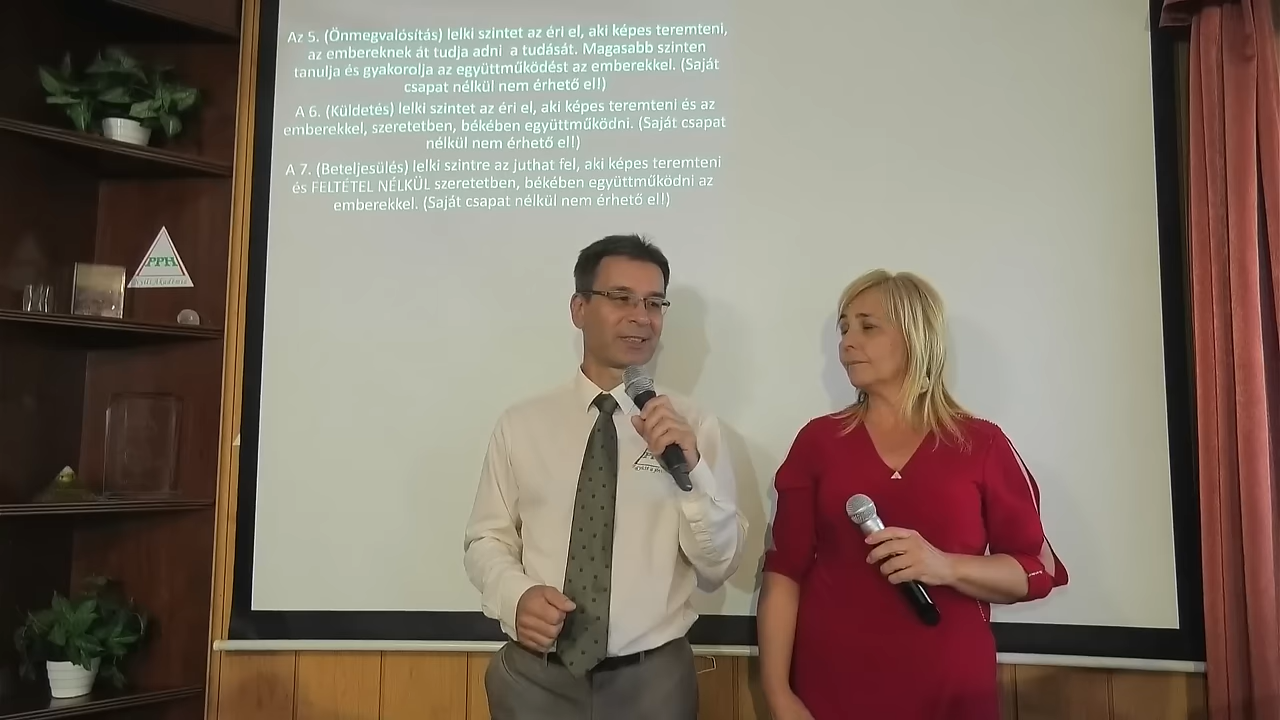 Az 5. (Önmegvalósítás) lelki szintet az éri el, aki képes teremteni,
az embereknek át tudja adni a tudását. Magasabb szinten
tanulja és gyakorolja az együttműködést az emberekkel. (Saját
csapat nélkül nem érhető el!)
A 6. (Küldetés) lelki szintet az éri el, aki képes teremteni és az
emberekkel, szeretetben, békében együttműködni. (Saját csapat
nélkül nem érhető el!)
A 7. (Beteljesülés) lelki szintre az juthat fel, aki képes teremteni
és FELTÉTEL NÉLKÜL szeretetben, békében együttműködni az
emberekkel. (Saját csapat nélkül nem érhető el!)
PPH
Nyílt Akadémia